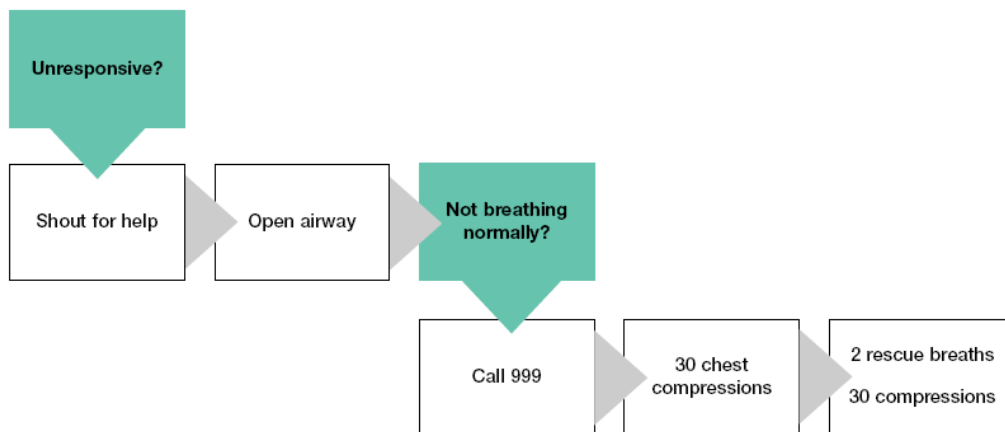 Unresponsive?
Shout for help
Open airway
Not breathing
normally?
Call 999
30 chest
compressions
2 rescue breaths
30 compressions